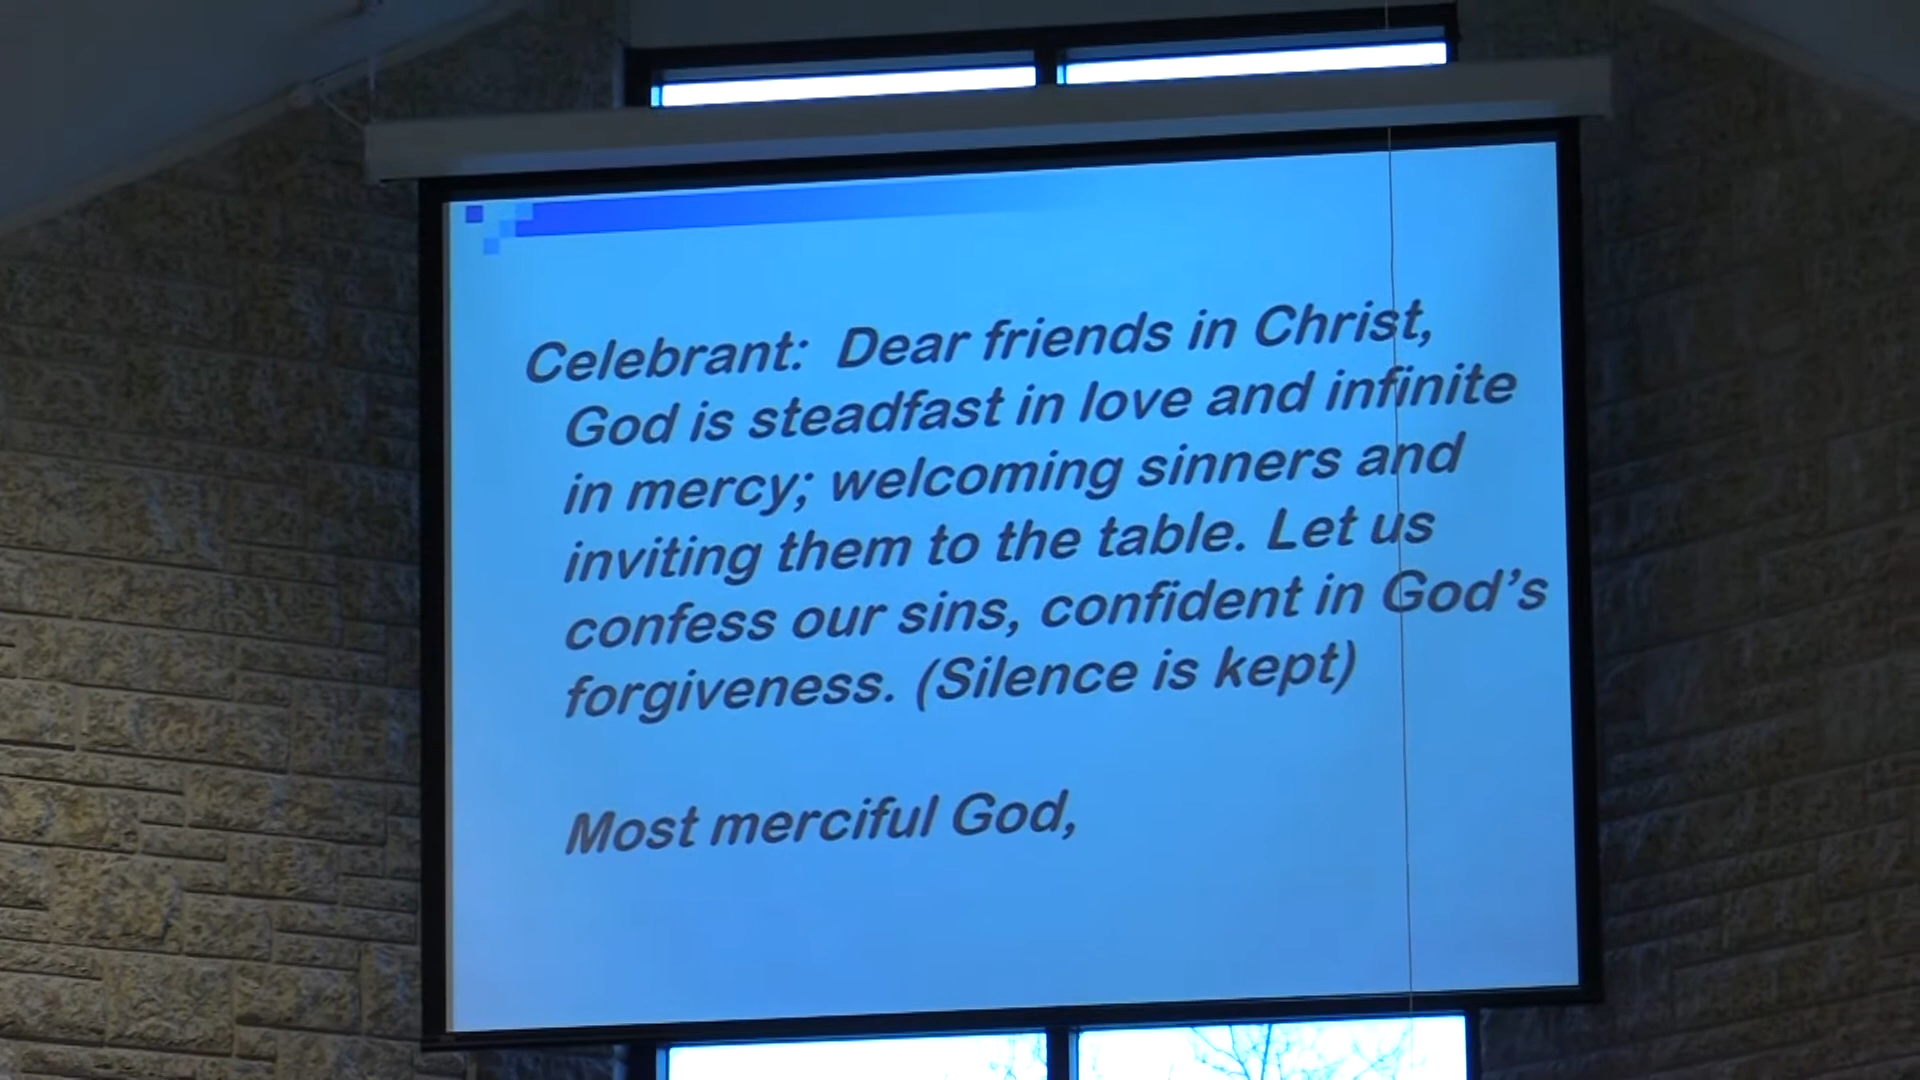 Celebrant:  Dear friends in Christ,
God is steadfast in love and infinite
in mercy; welcoming sinners and
inviting them to the table. Let us
confess our sins, confident in God’s
forgiveness. (Silence is kept)
Most merciful God,